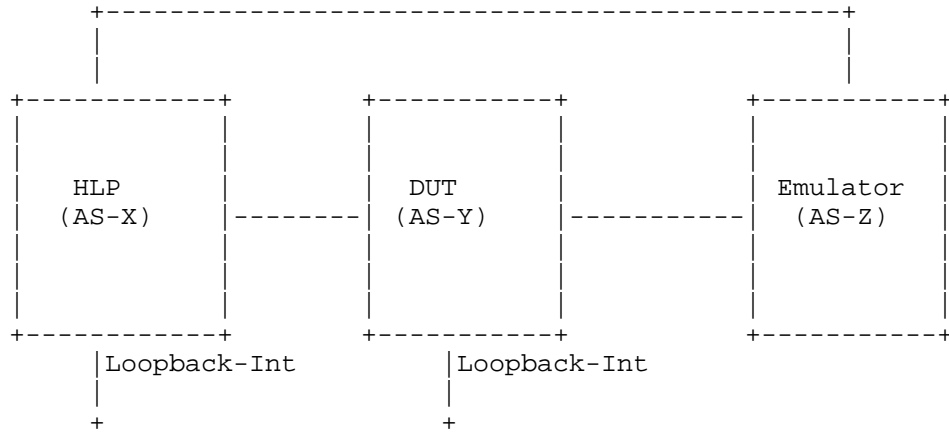 HLP DUT Emulator
(AS-X) (AS-Y) (AS-Z)
Loopback-Int Loopback-Int